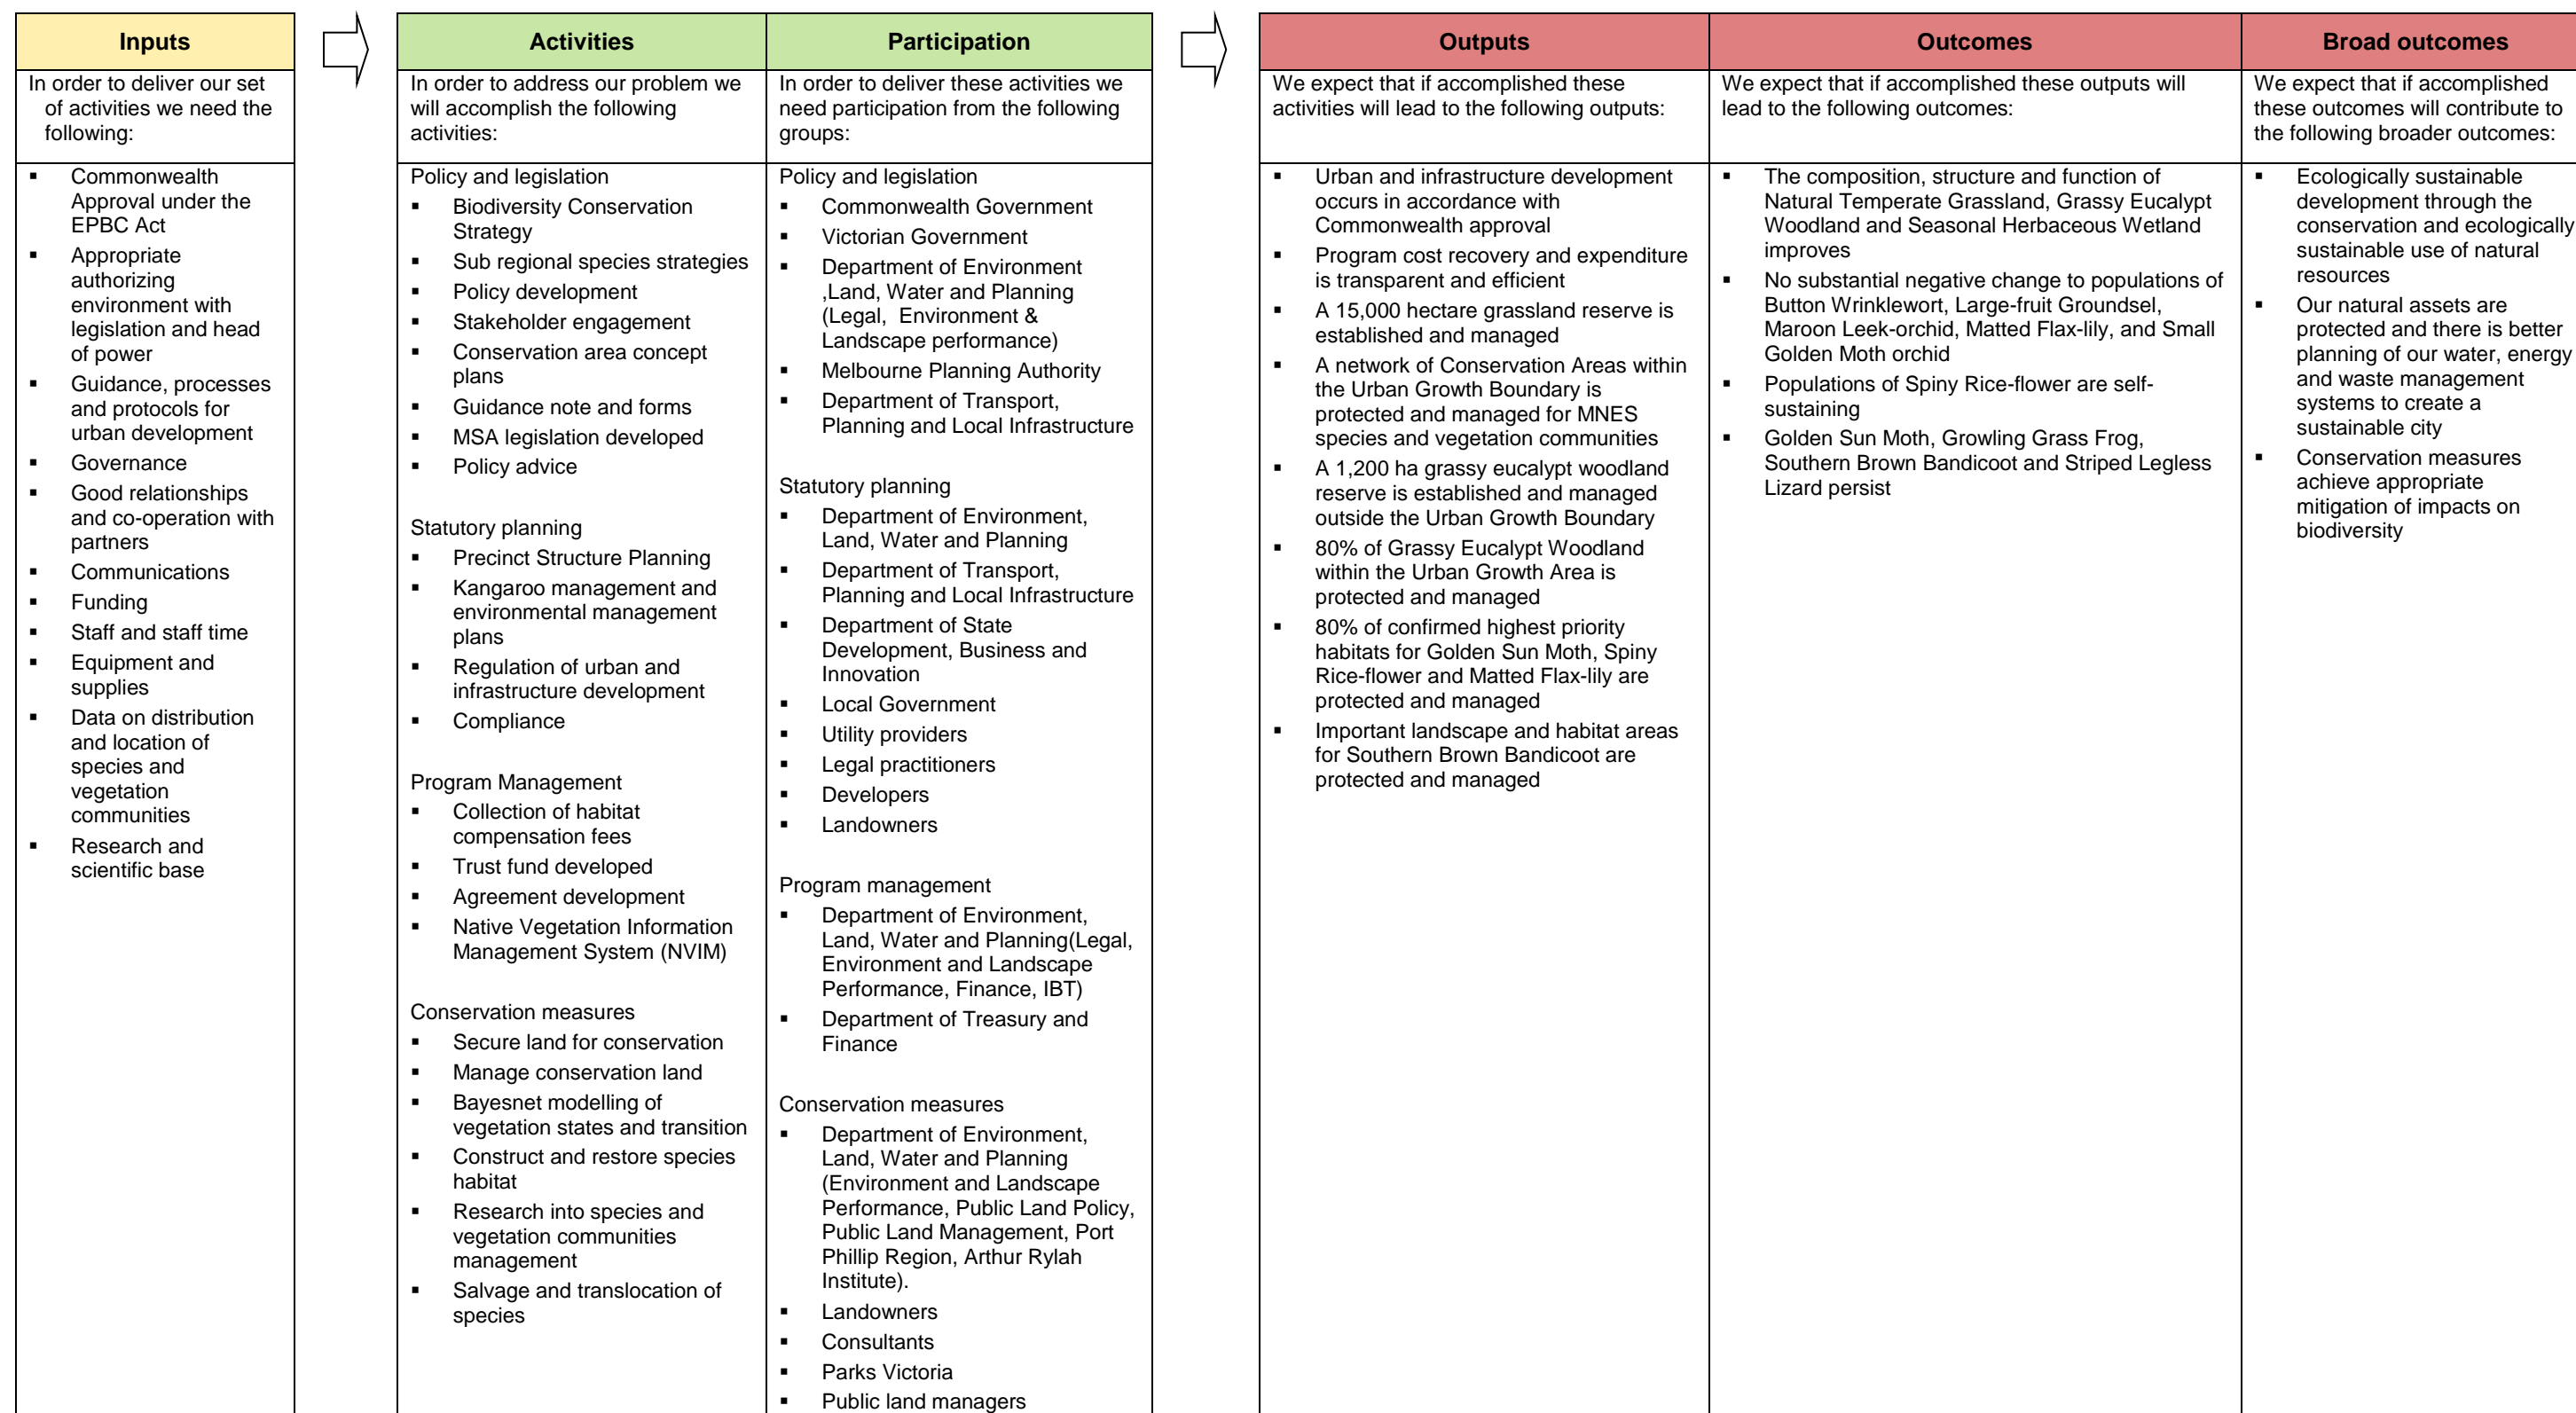 Inputs
In order to deliver our set
of activities we need the
following:
▪ Commonwealth
Approval under the
EPBC Act
▪ Appropriate
authorizing
environment with
legislation and head
of power
▪ Guidance, processes
and protocols for
urban development
▪ Governance
▪ Good relationships
and co-operation with
partners
▪ Communications
▪ Funding
▪ Staff and staff time
▪ Equipment and
supplies
▪ Data on distribution
and location of
species and
vegetation
communities
▪ Research and
scientific base
Activities
In order to address our problem we
will accomplish the following
activities:
Policy and legislation
▪ Biodiversity Conservation
Strategy
▪ Sub regional species strategies
▪ Policy development
▪ Stakeholder engagement
▪ Conservation area concept
plans
▪ Guidance note and forms
▪ MSA legislation developed
▪ Policy advice
Statutory planning
▪ Precinct Structure Planning
▪ Kangaroo management and
environmental management
plans
▪ Regulation of urban and
infrastructure development
▪ Compliance
Program Management
▪ Collection of habitat
compensation fees
▪ Trust fund developed
▪ Agreement development
▪ Native Vegetation Information
Management System (NVIM)
Conservation measures
▪ Secure land for conservation
▪ Manage conservation land
▪ Bayesnet modelling of
vegetation states and transition
▪ Construct and restore species
habitat
▪ Research into species and
vegetation communities
management
▪ Salvage and translocation of
species
Participation
In order to deliver these activities we
need participation from the following
groups:
Policy and legislation
▪ Commonwealth Government
▪ Victorian Government
▪ Department of Environment
,Land, Water and Planning
(Legal, Environment &
Landscape performance)
▪ Melbourne Planning Authority
▪ Department of Transport,
Planning and Local Infrastructure
Statutory planning
▪ Department of Environment,
Land, Water and Planning
▪ Department of Transport,
Planning and Local Infrastructure
▪ Department of State
Development, Business and
Innovation
▪ Local Government
▪ Utility providers
▪ Legal practitioners
▪ Developers
▪ Landowners
Program management
▪ Department of Environment,
Land, Water and Planning(Legal,
Environment and Landscape
Performance, Finance, IBT)
▪ Department of Treasury and
Finance
Conservation measures
▪ Department of Environment,
Land, Water and Planning
(Environment and Landscape
Performance, Public Land Policy,
Public Land Management, Port
Phillip Region, Arthur Rylah
Institute).
▪ Landowners
▪ Consultants
▪ Parks Victoria
▪ Public land managers
Outputs
We expect that if accomplished these
activities will lead to the following outputs:
▪ Urban and infrastructure development
occurs in accordance with
Commonwealth approval
▪ Program cost recovery and expenditure
is transparent and efficient
▪ A 15,000 hectare grassland reserve is
established and managed
▪ A network of Conservation Areas within
the Urban Growth Boundary is
protected and managed for MNES
species and vegetation communities
▪ A 1,200 ha grassy eucalypt woodland
reserve is established and managed
outside the Urban Growth Boundary
▪ 80% of Grassy Eucalypt Woodland
within the Urban Growth Area is
protected and managed
▪ 80% of confirmed highest priority
habitats for Golden Sun Moth, Spiny
Rice-flower and Matted Flax-lily are
protected and managed
▪ Important landscape and habitat areas
for Southern Brown Bandicoot are
protected and managed
Outcomes
We expect that if accomplished these outputs will
lead to the following outcomes:
▪ The composition, structure and function of
Natural Temperate Grassland, Grassy Eucalypt
Woodland and Seasonal Herbaceous Wetland
improves
▪ No substantial negative change to populations of
Button Wrinklewort, Large-fruit Groundsel,
Maroon Leek-orchid, Matted Flax-lily, and Small
Golden Moth orchid
▪ Populations of Spiny Rice-flower are self-
sustaining
▪ Golden Sun Moth, Growling Grass Frog,
Southern Brown Bandicoot and Striped Legless
Lizard persist
Broad outcomes
We expect that if accomplished
these outcomes will contribute to
the following broader outcomes:
▪ Ecologically sustainable
development through the
conservation and ecologically
sustainable use of natural
resources
▪ Our natural assets are
protected and there is better
planning of our water, energy
and waste management
systems to create a
sustainable city
▪ Conservation measures
achieve appropriate
mitigation of impacts on
biodiversity